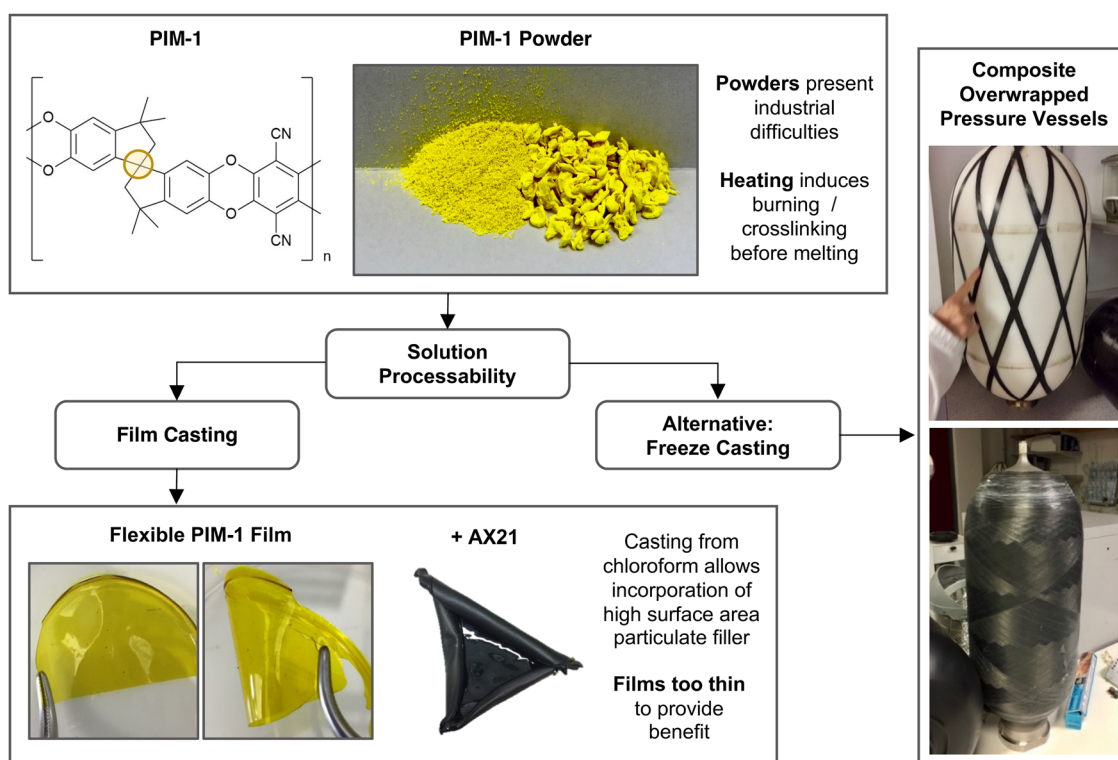 PIM-1
O
O
O
O
CN
CN
n
PIM-1 Powder
Powders present
industrial
difficulties
Heating induces
burning /
crosslinking
before melting
Composite
Overwrapped
Pressure Vessels
Solution
Processability
Film Casting
Alternative:
Freeze Casting
Flexible PIM-1 Film
+ AX21
Casting from
chloroform allows
incorporation of
high surface area
particulate filler
Films too thin
to provide
benefit